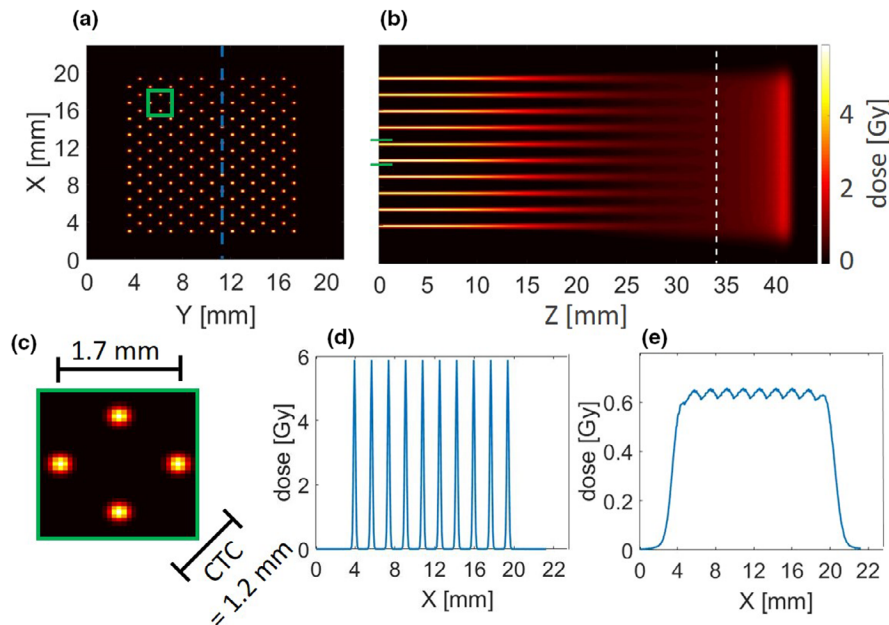 (a)
20
16
12
8
4
0
X [mm]
0 4 8 12 16 20
Y [mm]
(b)
0 5 10 15 20 25 30 35 40
Z [mm]
4
2
0
dose [Gy]
(c)
1.7 mm
CTC
= 1.2 mm
(d)
6
4
2
0
dose [Gy]
0 4 8 12 16 20 22
X [mm]
(e)
0.6
0.4
0.2
0
dose [Gy]
0 4 8 12 16 20 22
X [mm]